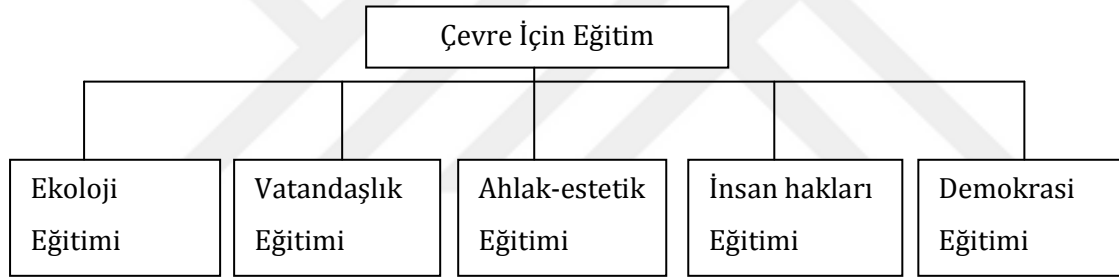 Çevre İçin Eğitim
Ekoloji
Eğitimi
Vatandaşlık
Eğitimi
Ahlak-estetik
Eğitimi
İnsan hakları
Eğitimi
Demokrasi
Eğitimi